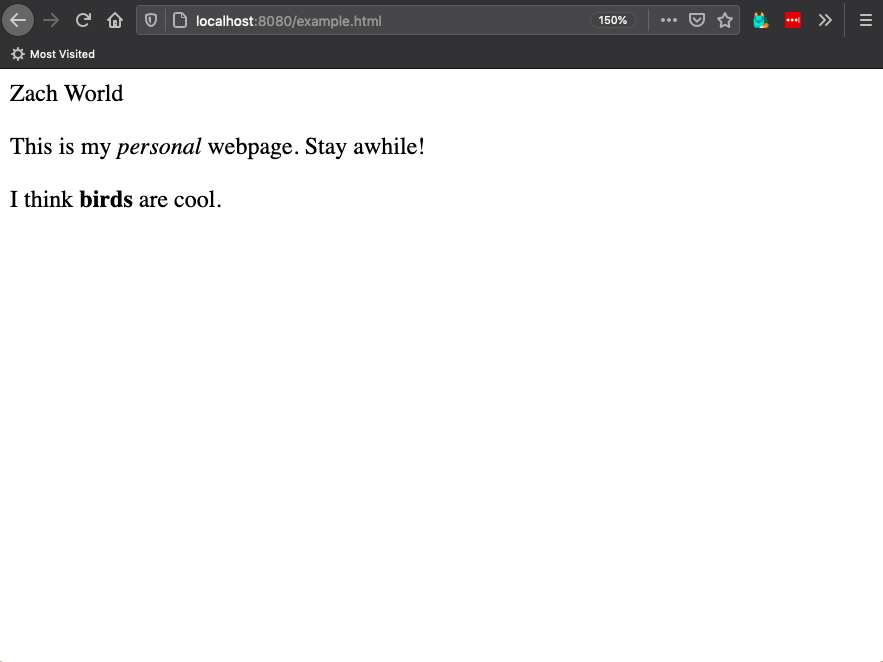 localhost:8080/example.html 150%
Most Visited
Zach World
This is my personal webpage. Stay awhile!
I think birds are cool.